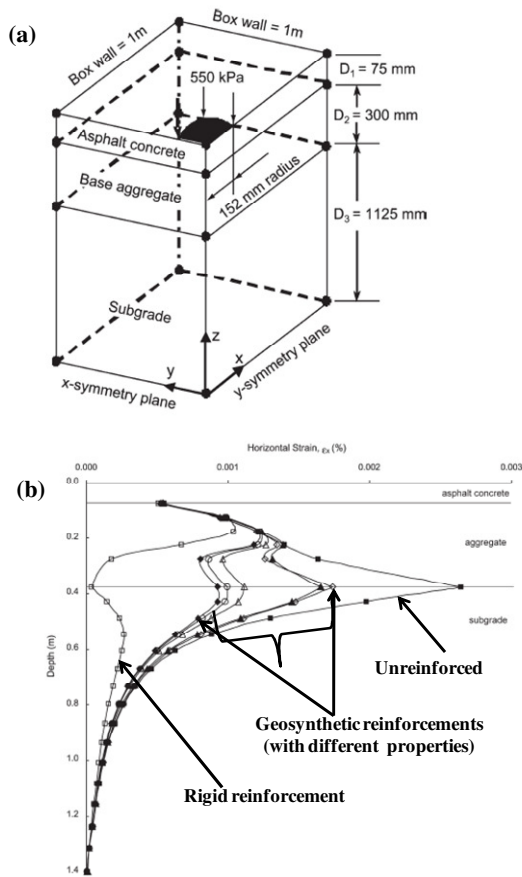 (a)
Box wall = 1m
Box wall = 1m
550 kPa
D1 = 75 mm
D2 = 300 mm
Asphalt concrete
Base aggregate
152 mm radius
D3 = 1125 mm
Subgrade
z
y
x
x-symmetry plane
y-symmetry plane
(b)
Horizontal Strain, εx (%)
0.000 0.001 0.002 0.003
0.0
asphalt concrete
0.2
aggregate
0.4
subgrade
Depth (m)
0.6
Unreinforced
Geosynthetic reinforcements
(with different properties)
0.8
Rigid reinforcement
1.0
1.2
1.4